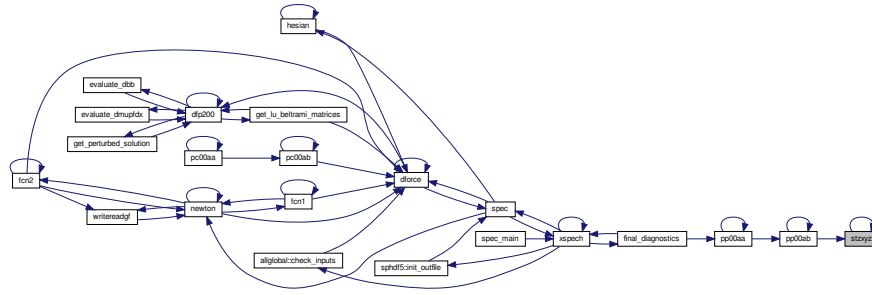 hesian
evaluate_dbb
evaluate_dmupfdx
dfp200
get_lu_beltrami_matrices
get_perturbed_solution
pc00aa
pc00ab
fcn2
dforce
fcn1
writereadgf
newton
spec
spec_main
xspech
final_diagnostics
pp00aa
pp00ab
stzxyz
allglobal::check_inputs
sphdf5::init_outfile